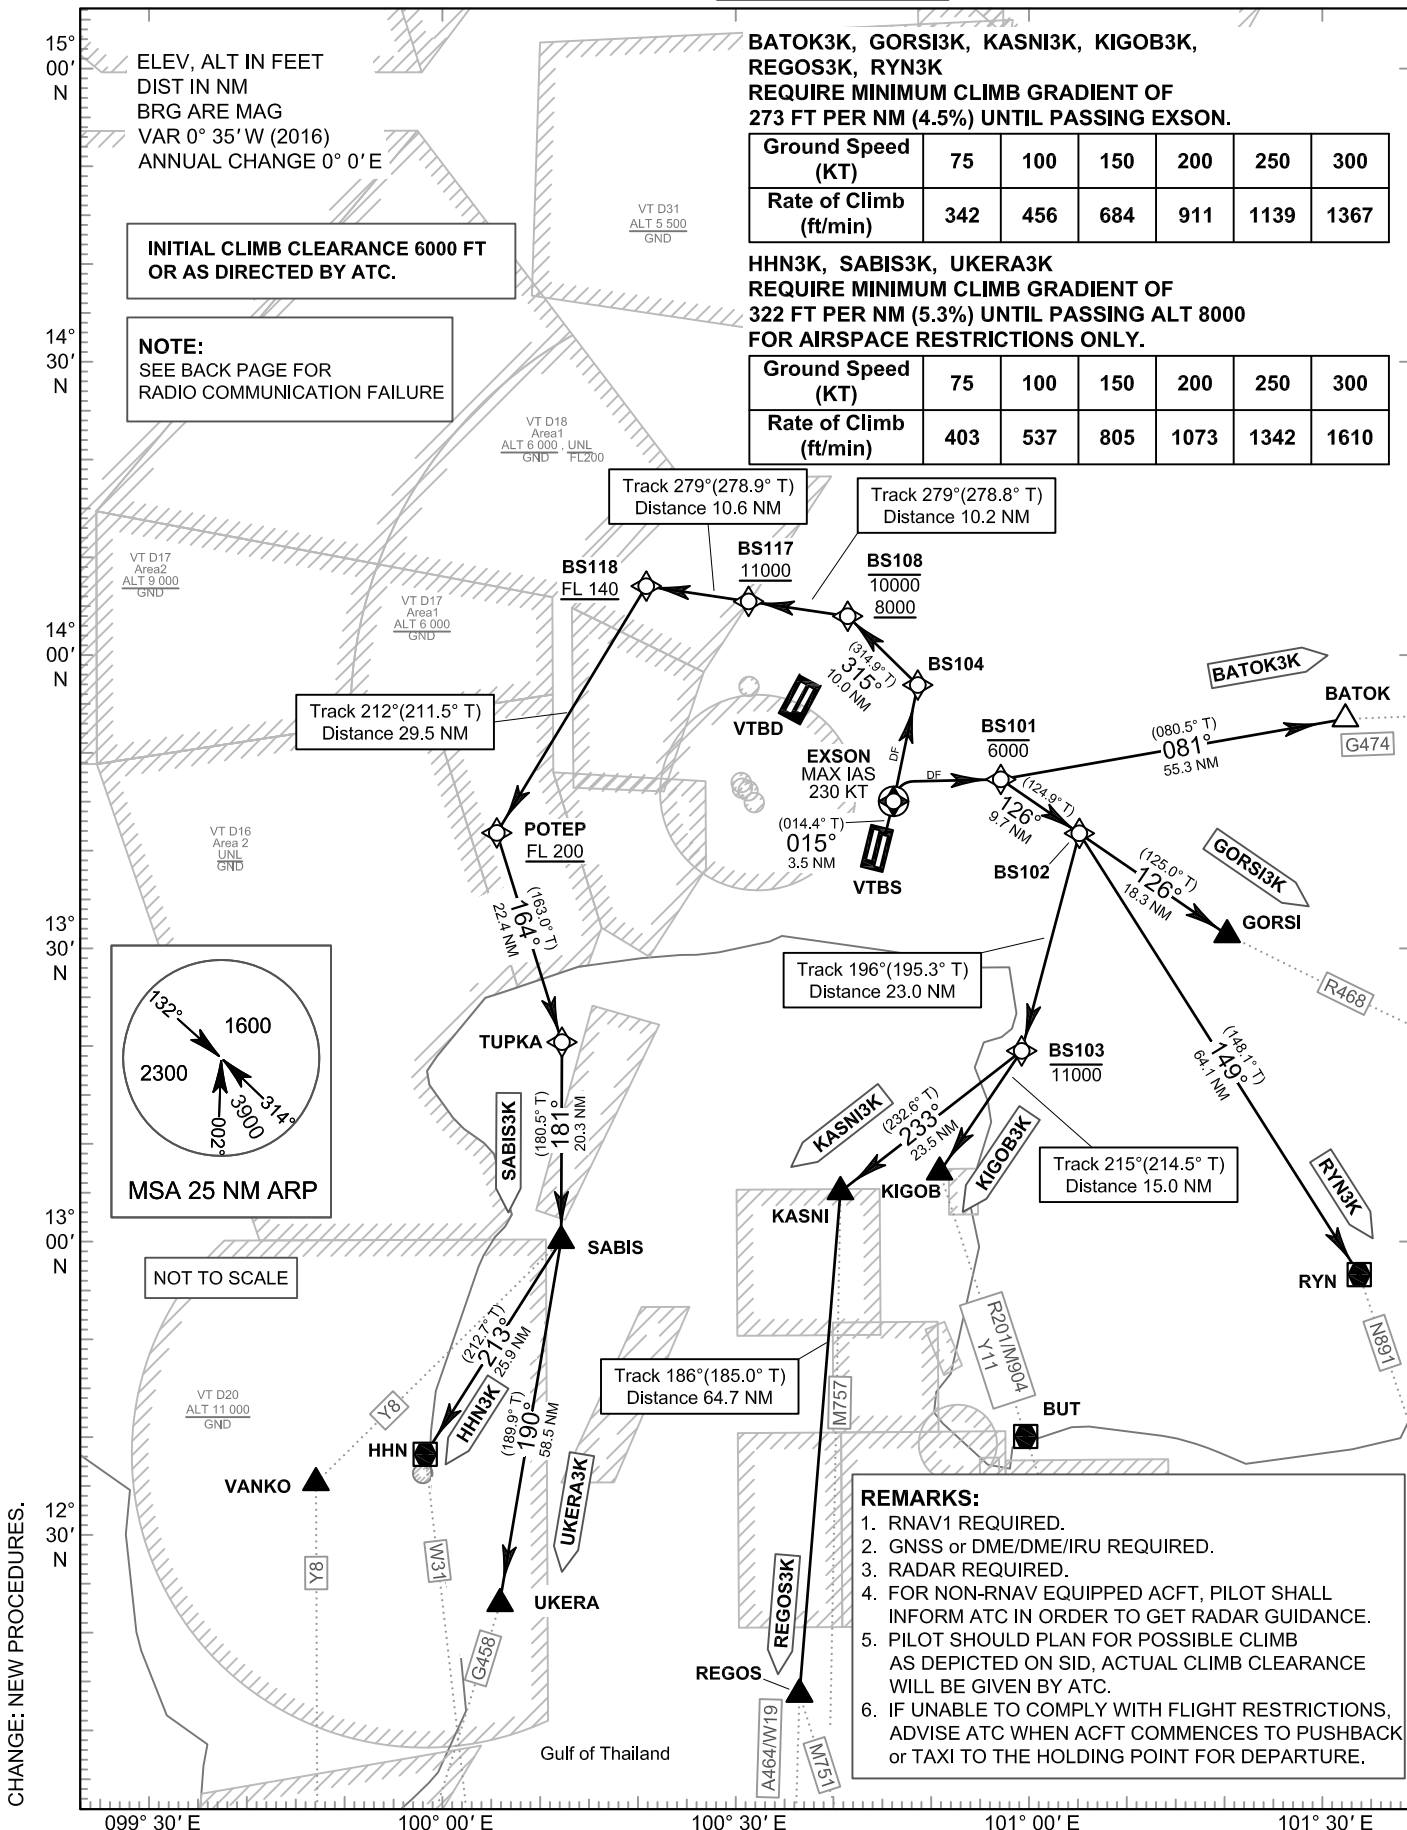 15°
00′
N
ELEV, ALT IN FEET
DIST IN NM
BRG ARE MAG
VAR 0° 35′ W (2016)
ANNUAL CHANGE 0° 0′ E
BATOK3K, GORSI3K, KASNI3K, KIGOB3K,
REGOS3K, RYN3K
REQUIRE MINIMUM CLIMB GRADIENT OF
273 FT PER NM (4.5%) UNTIL PASSING EXSON.
Ground Speed (KT) 75 100 150 200 250 300
Rate of Climb (ft/min) 342 456 684 911 1139 1367
HHN3K, SABIS3K, UKERA3K
REQUIRE MINIMUM CLIMB GRADIENT OF
322 FT PER NM (5.3%) UNTIL PASSING ALT 8000
FOR AIRSPACE RESTRICTIONS ONLY.
Ground Speed (KT) 75 100 150 200 250 300
Rate of Climb (ft/min) 403 537 805 1073 1342 1610
INITIAL CLIMB CLEARANCE 6000 FT
OR AS DIRECTED BY ATC.
NOTE:
SEE BACK PAGE FOR
RADIO COMMUNICATION FAILURE
VT D31
ALT 5 500
GND
14°
30′
N
VT D18
Area1
ALT 6 000 , UNL
GND FL200
Track 279°(278.9° T)
Distance 10.6 NM
Track 279°(278.8° T)
Distance 10.2 NM
VT D17
Area2
ALT 9 000
GND
VT D17
Area1
ALT 6 000
GND
BS118
FL 140
BS117
11000
BS108
10000
8000
14°
00′
N
(314.9° T)
315°
10.0 NM
BS104
VTBD
Track 212°(211.5° T)
Distance 29.5 NM
BATOK3K
BATOK
G474
(080.5° T)
081°
55.3 NM
BS101
6000
EXSON
MAX IAS
230 KT
DF
DF
(014.4° T)
015°
3.5 NM
VTBS
(124.9° T)
126°
9.7 NM
BS102
(125.0° T)
126°
18.3 NM
GORSI3K
GORSI
R468
VT D16
Area 2
UNL
GND
POTEP
FL 200
(163.0° T)
164°
22.4 NM
13°
30′
N
Track 196°(195.3° T)
Distance 23.0 NM
132°
1600
2300
314°
3900
002°
MSA 25 NM ARP
TUPKA
SABIS3K
(180.5° T)
181°
20.3 NM
BS103
11000
(148.1° T)
149°
64.1 NM
KASNI3K
(232.6° T)
233°
23.5 NM
KIGOB3K
Track 215°(214.5° T)
Distance 15.0 NM
RYN3K
KIGOB
KASNI
13°
00′
N
SABIS
RYN
NOT TO SCALE
(212.7° T)
213°
25.9 NM
R201/M904
Y11
N891
Track 186°(185.0° T)
Distance 64.7 NM
VT D20
ALT 11 000
GND
Y8
HHN3K
(189.9° T)
190°
58.5 NM
M757
BUT
HHN
VANKO
UKERA3K
12°
30′
N
Y8
W31
UKERA
G458
REGOS3K
REGOS
A464/W19
M751
Gulf of Thailand
REMARKS:
1. RNAV1 REQUIRED.
2. GNSS or DME/DME/IRU REQUIRED.
3. RADAR REQUIRED.
4. FOR NON-RNAV EQUIPPED ACFT, PILOT SHALL
INFORM ATC IN ORDER TO GET RADAR GUIDANCE.
5. PILOT SHOULD PLAN FOR POSSIBLE CLIMB
AS DEPICTED ON SID, ACTUAL CLIMB CLEARANCE
WILL BE GIVEN BY ATC.
6. IF UNABLE TO COMPLY WITH FLIGHT RESTRICTIONS,
ADVISE ATC WHEN ACFT COMMENCES TO PUSHBACK
or TAXI TO THE HOLDING POINT FOR DEPARTURE.
CHANGE: NEW PROCEDURES.
099° 30′ E
100° 00′ E
100° 30′ E
101° 00′ E
101° 30′ E